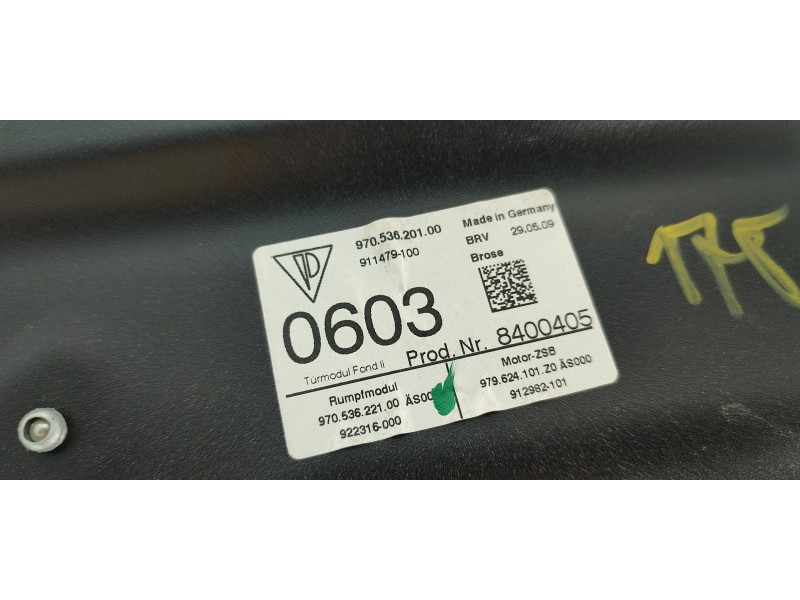 970.536.201.00
911479-100
Made in Germany
BRV 29.05.09
Brose
0603
Türmodul Fond li
Prod. Nr. 8400405
Rumpfmodul
970.536.221.00 ÄS00
922316-000
Motor-ZSB
979.624.101.Z0 ÄS000
912982-101